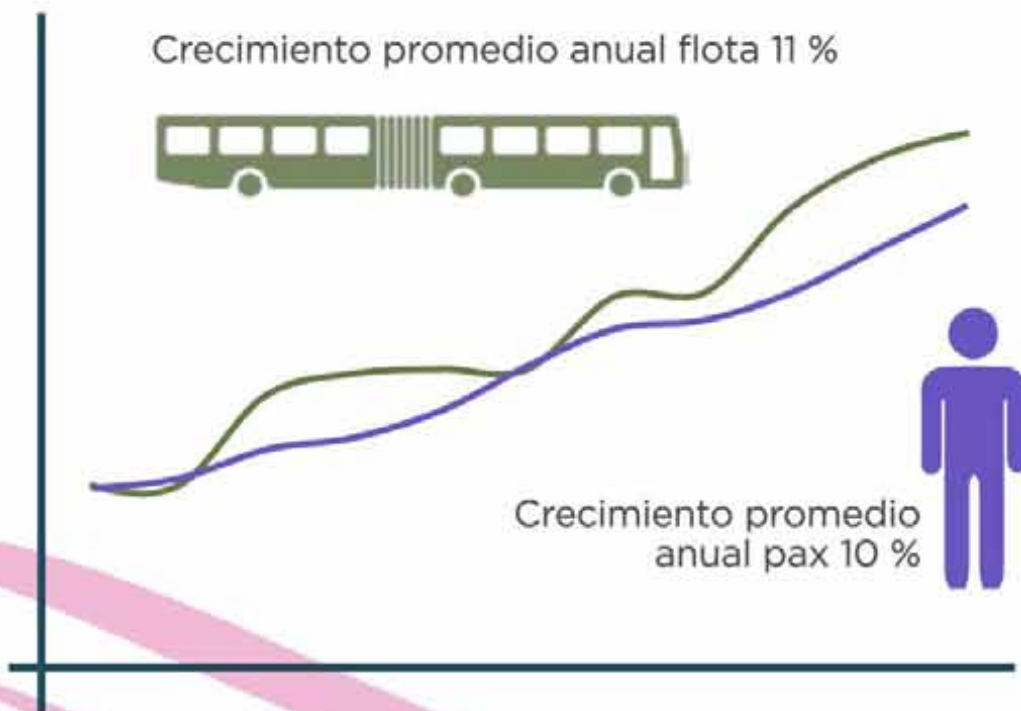 Crecimiento promedio anual flota 11 %
Crecimiento promedio
anual pax 10 %